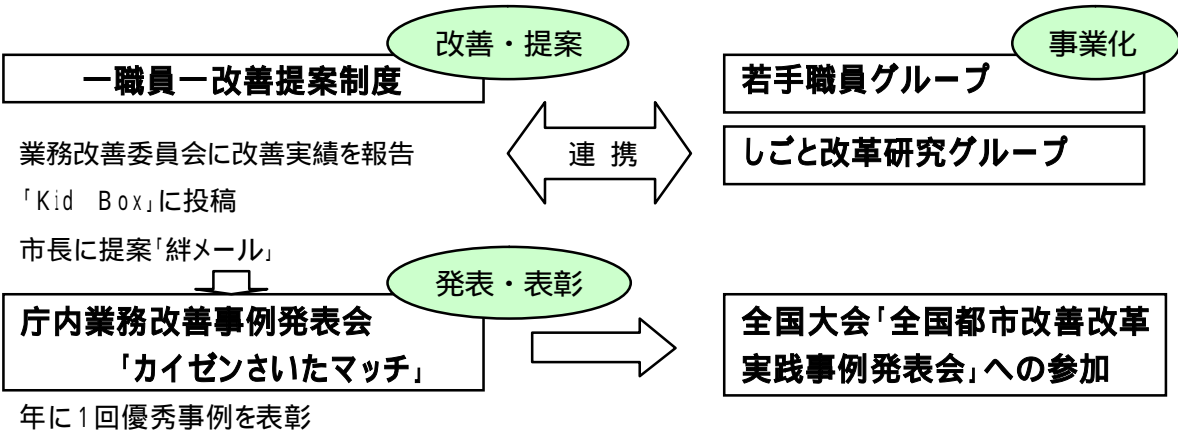 改善・提案
一職員一改善提案制度
事業化
若手職員グループ
連 携
しごと改革研究グループ
業務改善委員会に改善実績を報告
「Kid Box」に投稿
市長に提案「絆メール」
発表・表彰
庁内業務改善事例発表会
「カイゼンさいたマッチ」
全国大会「全国都市改善改革
実践事例発表会」への参加
年に1回優秀事例を表彰